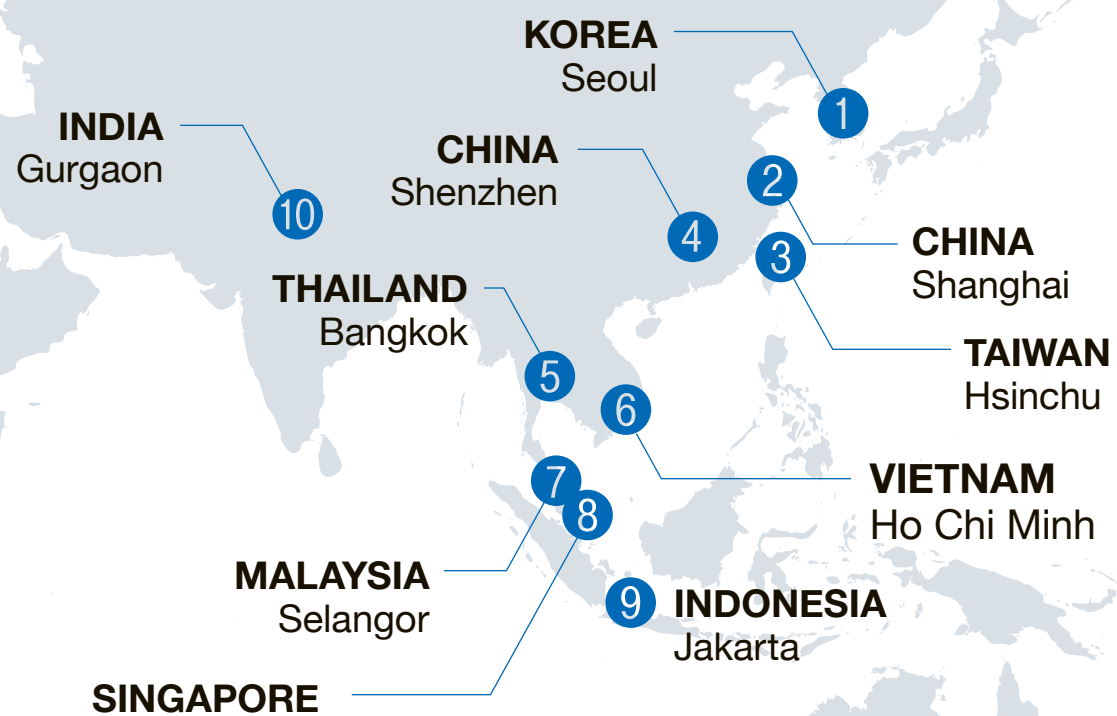 KOREA
Seoul
1
INDIA
Gurgaon
10
CHINA
Shenzhen
4
2
CHINA
Shanghai
3
TAIWAN
Hsinchu
THAILAND
Bangkok
5
6
VIETNAM
Ho Chi Minh
7
MALAYSIA
Selangor
8
SINGAPORE
9
INDONESIA
Jakarta